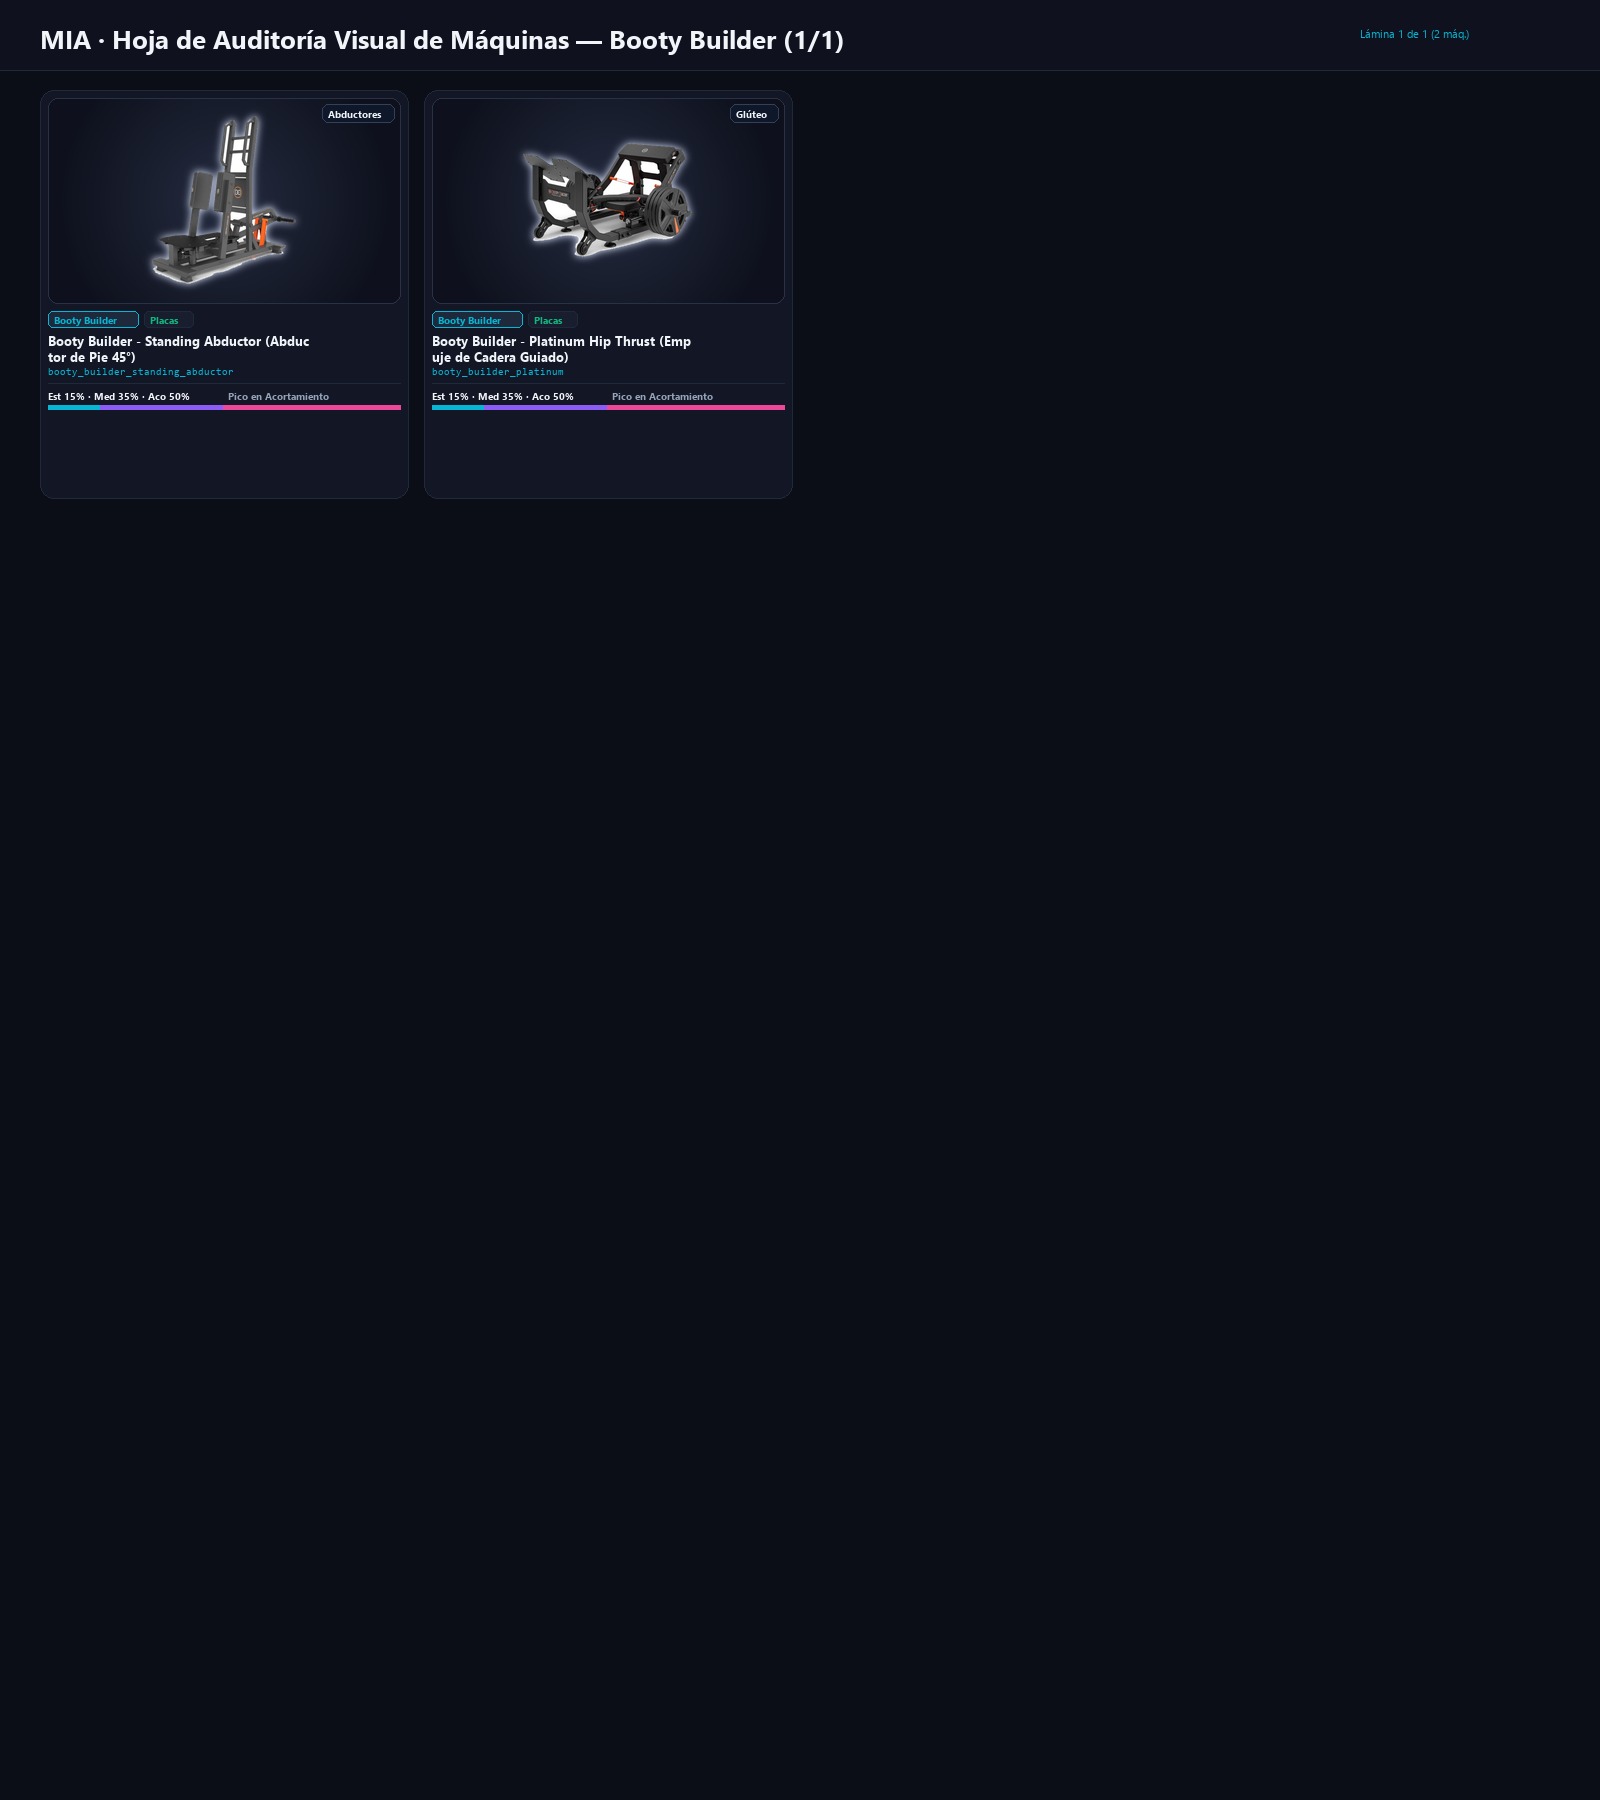 MIA · Hoja de Auditoría Visual de Máquinas — Booty Builder (1/1)
Lámina 1 de 1 (2 máq.)
Abductores
Booty Builder
Placas
Booty Builder - Standing Abductor (Abduc
tor de Pie 45°)
booty_builder_standing_abductor
Est 15% · Med 35% · Aco 50%
Pico en Acortamiento
Glúteo
Booty Builder
Placas
Booty Builder - Platinum Hip Thrust (Emp
uje de Cadera Guiado)
booty_builder_platinum
Est 15% · Med 35% · Aco 50%
Pico en Acortamiento